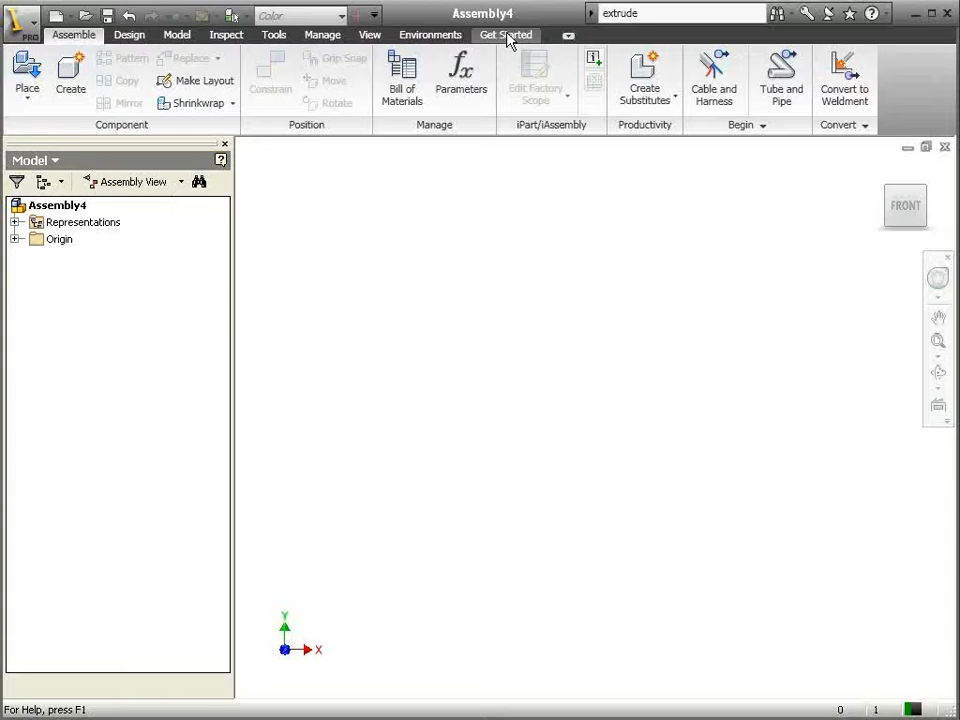 Color
Assembly4
extrude
PRO
Assemble
Design
Model
Inspect
Tools
Manage
View
Environments
Get Started
Place
Create
Pattern
Copy
Mirror
Replace
Make Layout
Shrinkwrap
Component
Constrain
Grip Snap
Move
Rotate
Position
Bill of
Materials
Parameters
Manage
Edit Factory
Scope
iPart/iAssembly
Create
Substitutes
Productivity
Cable and
Harness
Tube and
Pipe
Begin
Convert to
Weldment
Convert
Model
Assembly View
Assembly4
Representations
Origin
FRONT
Y
X
For Help, press F1
0
1